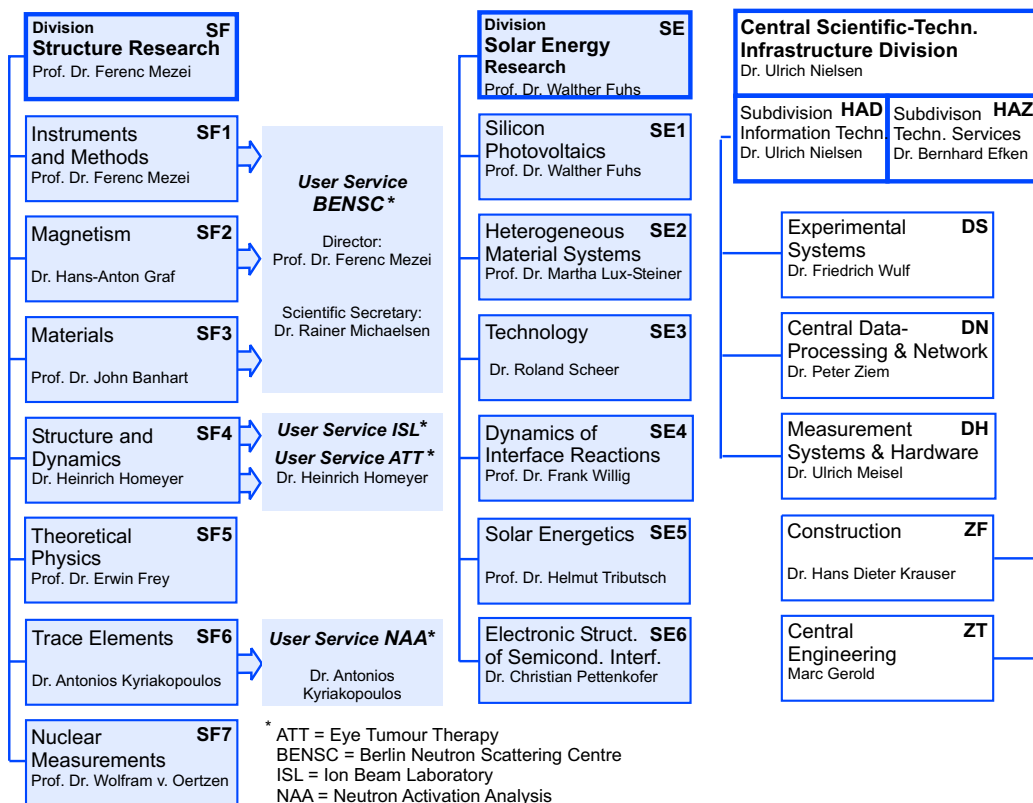 Division SF
Structure Research
Prof. Dr. Ferenc Mezei
Instruments SF1
and Methods
Prof. Dr. Ferenc Mezei
Magnetism SF2
Dr. Hans-Anton Graf
Materials SF3
Prof. Dr. John Banhart
Structure and SF4
Dynamics
Dr. Heinrich Homeyer
Theoretical SF5
Physics
Prof. Dr. Erwin Frey
Trace Elements SF6
Dr. Antonios Kyriakopoulos
Nuclear SF7
Measurements
Prof. Dr. Wolfram v. Oertzen
User Service
BENSC*
Director:
Prof. Dr. Ferenc Mezei
Scientific Secretary:
Dr. Rainer Michaelsen
User Service ISL*
User Service ATT*
Dr. Heinrich Homeyer
User Service NAA*
Dr. Antonios
Kyriakopoulos
* ATT = Eye Tumour Therapy
BENSC = Berlin Neutron Scattering Centre
ISL = Ion Beam Laboratory
NAA = Neutron Activation Analysis
Division SE
Solar Energy
Research
Prof. Dr. Walther Fuhs
Silicon SE1
Photovoltaics
Prof. Dr. Walther Fuhs
Heterogeneous SE2
Material Systems
Prof. Dr. Martha Lux-Steiner
Technology SE3
Dr. Roland Scheer
Dynamics of SE4
Interface Reactions
Prof. Dr. Frank Willig
Solar Energetics SE5
Prof. Dr. Helmut Tributsch
Electronic Struct. SE6
of Semicond. Interf.
Dr. Christian Pettenkofer
Central Scientific-Techn.
Infrastructure Division
Dr. Ulrich Nielsen
Subdivision HAD
Information Techn.
Dr. Ulrich Nielsen
Subdivison HAZ
Techn. Services
Dr. Bernhard Efken
Experimental DS
Systems
Dr. Friedrich Wulf
Central Data- DN
Processing & Network
Dr. Peter Ziem
Measurement DH
Systems & Hardware
Dr. Ulrich Meisel
Construction ZF
Dr. Hans Dieter Krauser
Central ZT
Engineering
Marc Gerold